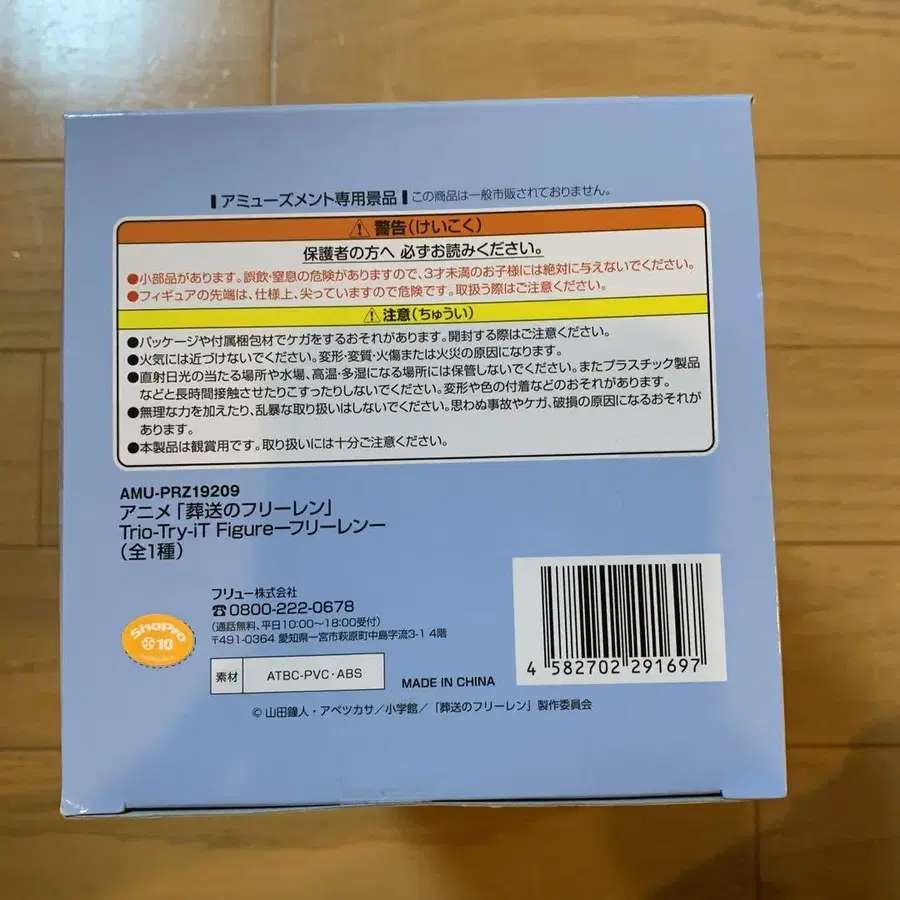 アミューズメント専用景品 この商品は一般市販されておりません。
警告(けいこく)
保護者の方へ 必ずお読みください。
●小部品があります。誤飲・窒息の危険がありますので、3才未満のお子様には絶対に与えないでください。
●フィギュアの先端は、仕様上、尖っていますので危険です。取扱う際はご注意ください。
注意(ちゅうい)
●パッケージや付属梱包材でケガをするおそれがあります。開封する際はご注意ください。
●火気には近づけないでください。変形・変質・火傷または火災の原因になります。
●直射日光の当たる場所や水場、高温・多湿になる場所には保管しないでください。またプラスチック製品
などと長時間接触させたりこすったりしないでください。変形や色の付着などのおそれがあります。
●無理な力を加えたり、乱暴な取り扱いはしないでください。思わぬ事故やケガ、破損の原因になるおそれが
あります。
●本製品は観賞用です。取り扱いには十分ご注意ください。
AMU-PRZ19209
アニメ「葬送のフリーレン」
Trio-Try-iT Figureーフリーレンー
(全1種)
フリュー株式会社
☎0800-222-0678
(通話無料、平日10:00~18:00受付)
〒491-0364 愛知県一宮市萩原町中島字流3-1 4階
ShoPro
10
素材 ATBC-PVC・ABS
MADE IN CHINA
4 582702 291697
© 山田鐘人・アベツカサ/小学館/「葬送のフリーレン」製作委員会